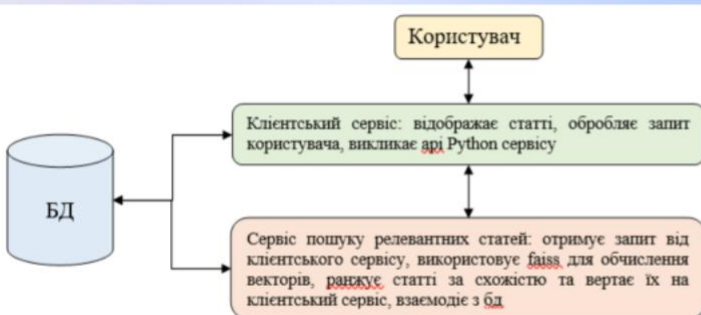 Користувач
Клієнтський сервіс: відображає статті, обробляє запит
користувача, викликає api Python сервісу
БД
Сервіс пошуку релевантних статей: отримує запит від
клієнтського сервісу, використовує faiss для обчислення
векторів, ранжує статті за схожістю та вертає їх на
клієнтський сервіс, взаємодіє з бд